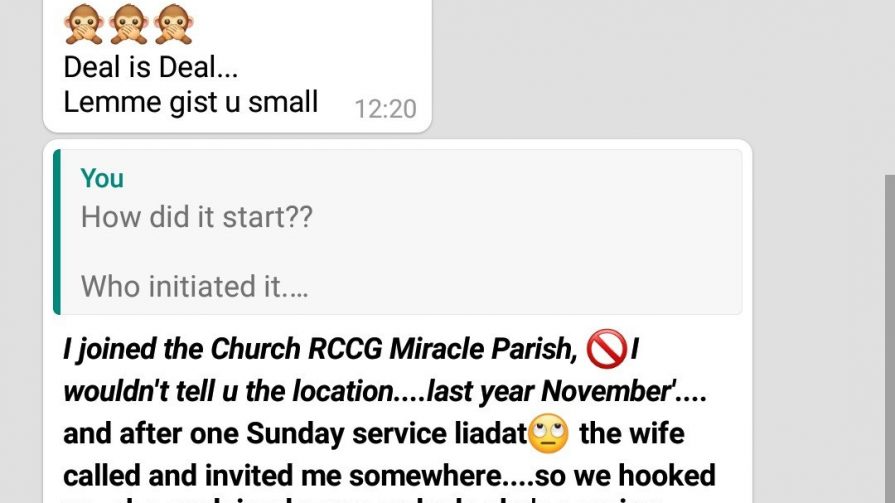 Deal is Deal...
Lemme gist u small 12:20
You
How did it start??
Who initiated it....
I joined the Church RCCG Miracle Parish, 🚫I
wouldn't tell u the location....last year November'....
and after one Sunday service liadat🙄 the wife
called and invited me somewhere....so we hooked